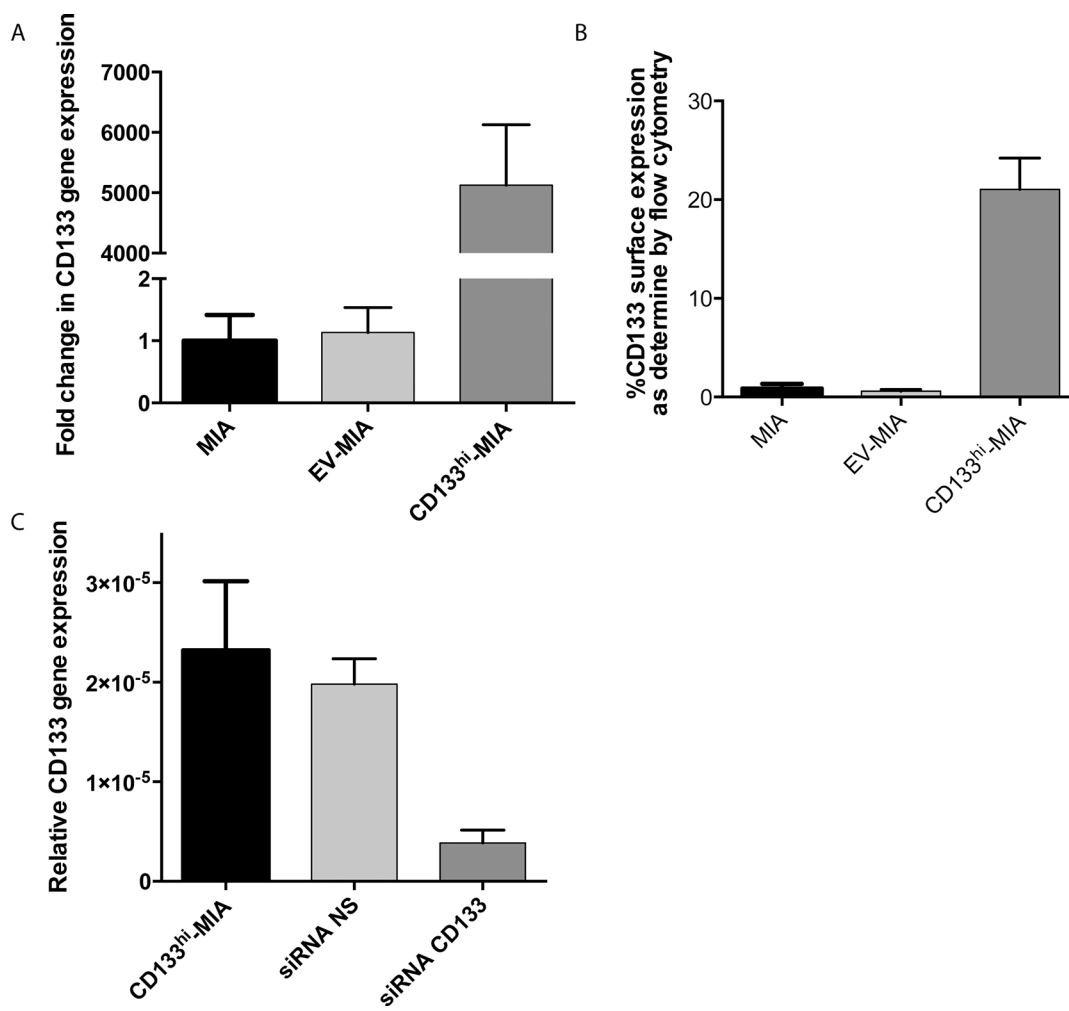 A
Fold change in CD133 gene expression
7000
6000
5000
4000
2
1
0
MIA
EV-MIA
CD133hi-MIA
B
%CD133 surface expression
as determine by flow cytometry
30
20
10
0
MIA
EV-MIA
CD133hi-MIA
C
Relative CD133 gene expression
3×10-5
2×10-5
1×10-5
0
CD133hi-MIA
siRNA NS
siRNA CD133